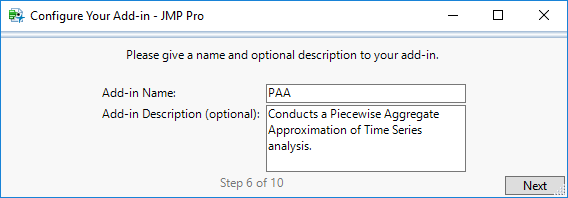 Configure Your Add-in - JMP Pro
Please give a name and optional description to your add-in.
Add-in Name: PAA
Add-in Description (optional): Conducts a Piecewise Aggregate
Approximation of Time Series
analysis.
Step 6 of 10
Next